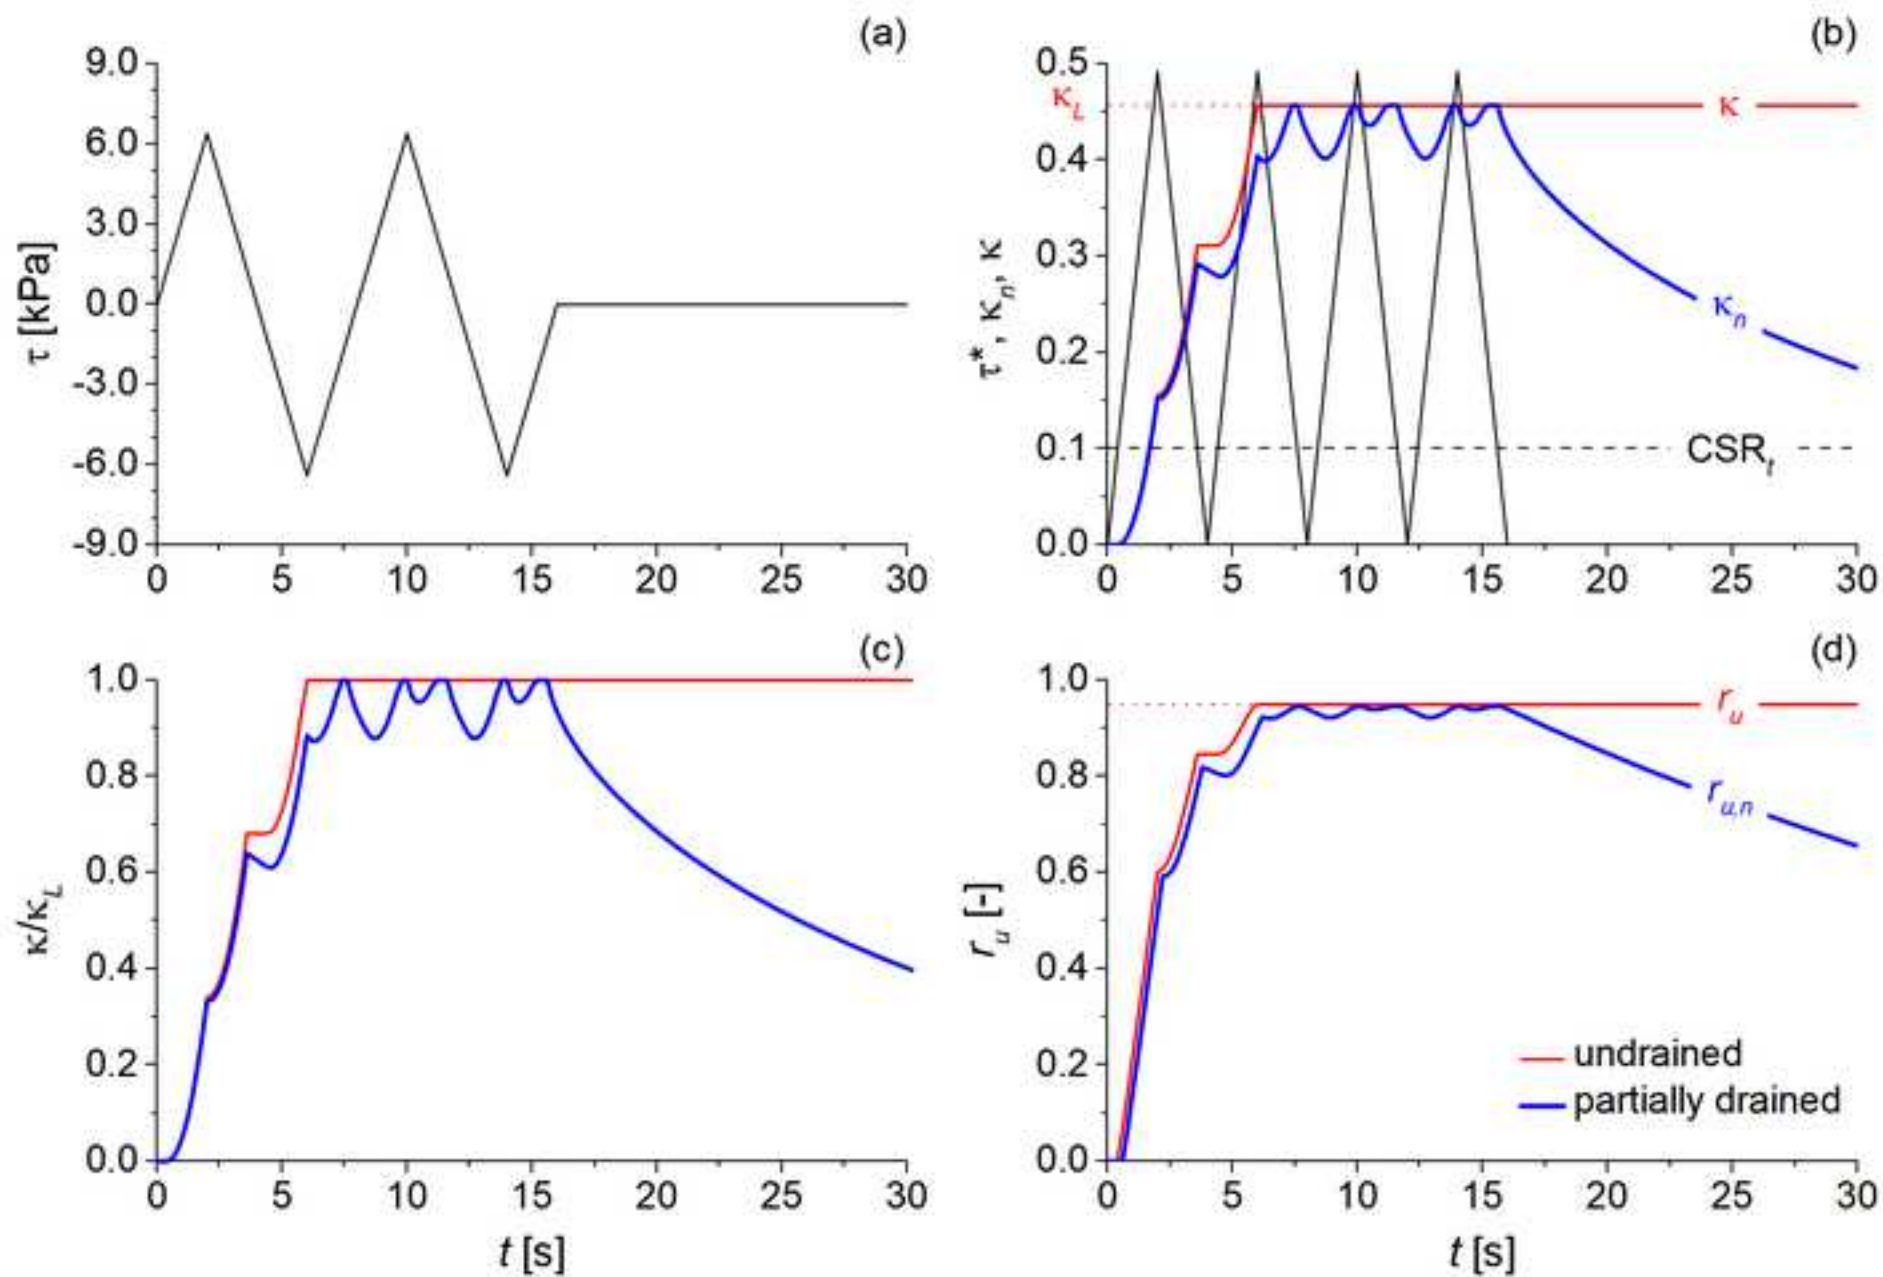 (a)
9.0
6.0
3.0
0.0
-3.0
-6.0
-9.0
τ [kPa]
0 5 10 15 20 25 30
(b)
0.5
0.4
0.3
0.2
0.1
0.0
κL
τ*, κn, κ
κ
κn
CSRt
0 5 10 15 20 25 30
(c)
1.0
0.8
0.6
0.4
0.2
0.0
κ/κL
0 5 10 15 20 25 30
t [s]
(d)
1.0
0.8
0.6
0.4
0.2
0.0
ru [-]
ru
ru,n
undrained
partially drained
0 5 10 15 20 25 30
t [s]